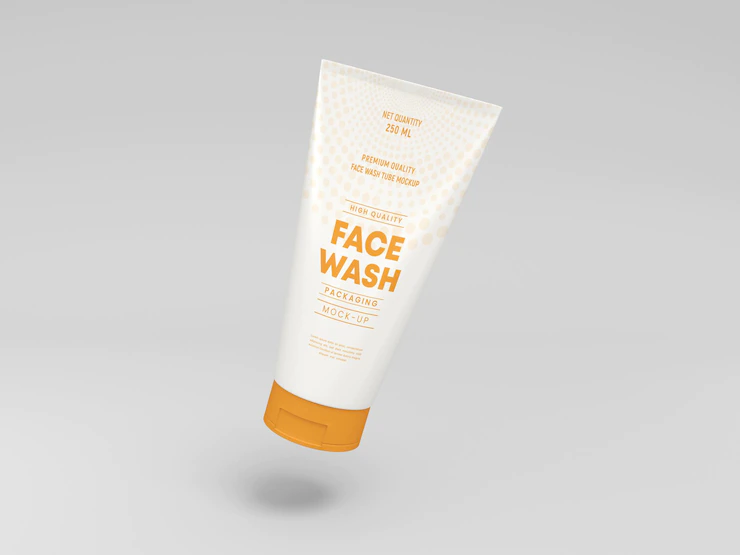 NET QUANTITY
250 ML
PREMIUM QUALITY
FACE WASH TUBE MOCKUP
HIGH QUALITY
FACE
WASH
PACKAGING
MOCK-UP